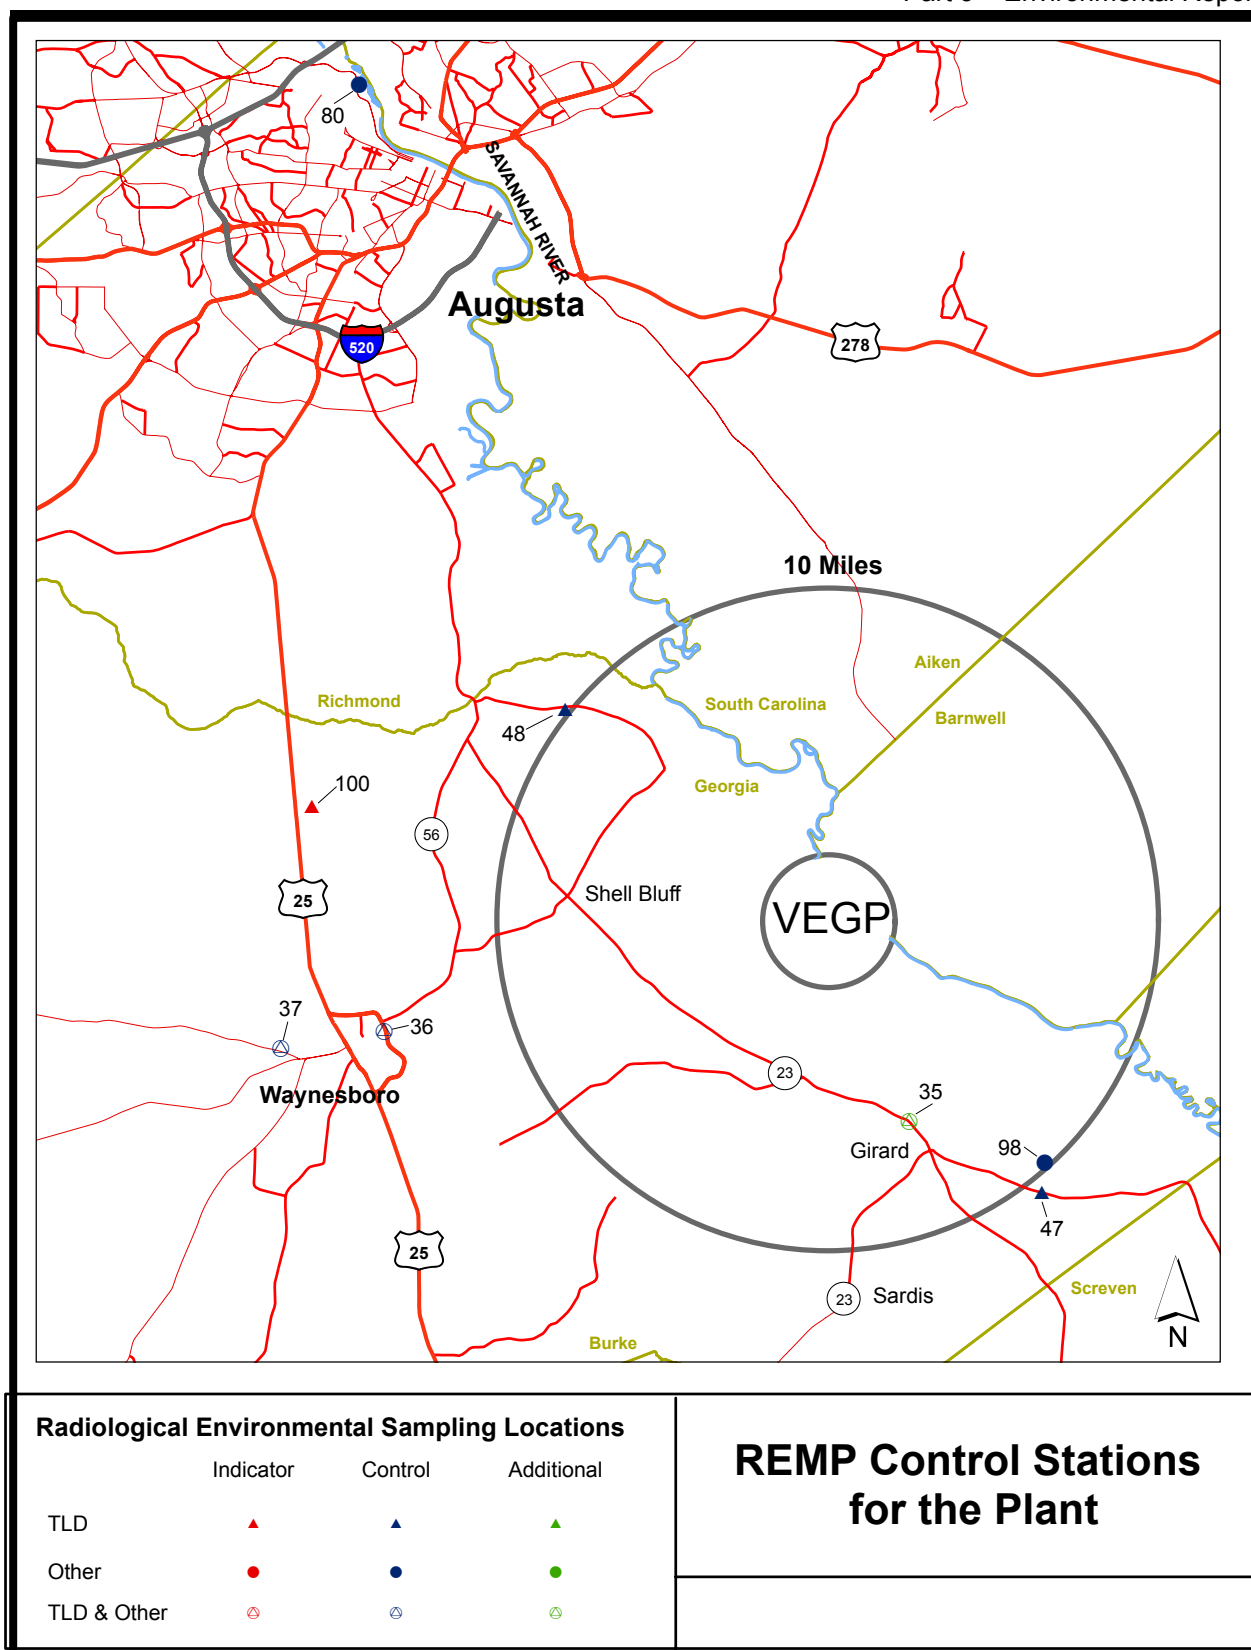 80
SAVANNAH RIVER
Augusta
520
278
10 Miles
Aiken
Richmond
South Carolina
Barnwell
48
Georgia
100
56
25
Shell Bluff
VEGP
37
36
23
Waynesboro
35
Girard
98
47
25
Sardis
23
Screven
Burke
N
Radiological Environmental Sampling Locations
Indicator Control Additional
TLD
Other
TLD & Other
REMP Control Stations
for the Plant